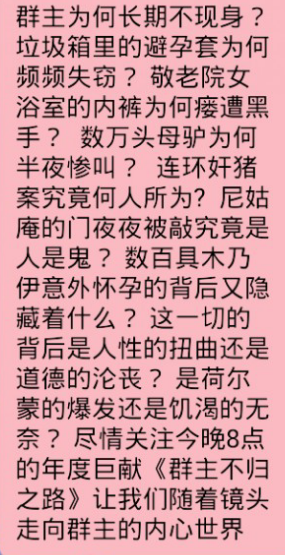 群主为何长期不现身？
垃圾箱里的避孕套为何
频频失窃？ 敬老院女
浴室的内裤为何瘘遭黑
手？ 数万头母驴为何
半夜惨叫？ 连环奸猪
案究竟何人所为？尼姑
庵的门夜夜被敲究竟是
人是鬼？ 数百具木乃
伊意外怀孕的背后又隐
藏着什么？ 这一切的
背后是人性的扭曲还是
道德的沦丧？ 是荷尔
蒙的爆发还是饥渴的无
奈？ 尽情关注今晚8点
的年度巨献《群主不归
之路》让我们随着镜头
走向群主的内心世界